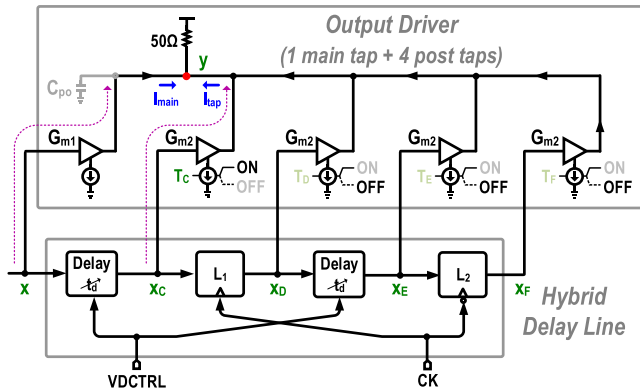 Output Driver
(1 main tap + 4 post taps)
50Ω
y
Cpo
Imain
Itap
Gm1
Gm2
Gm2
Gm2
Gm2
TC
ON
OFF
TD
ON
OFF
TE
ON
OFF
TF
ON
OFF
Delay
td
L1
Delay
td
L2
x
xC
xD
xE
xF
Hybrid
Delay Line
VDCTRL
CK